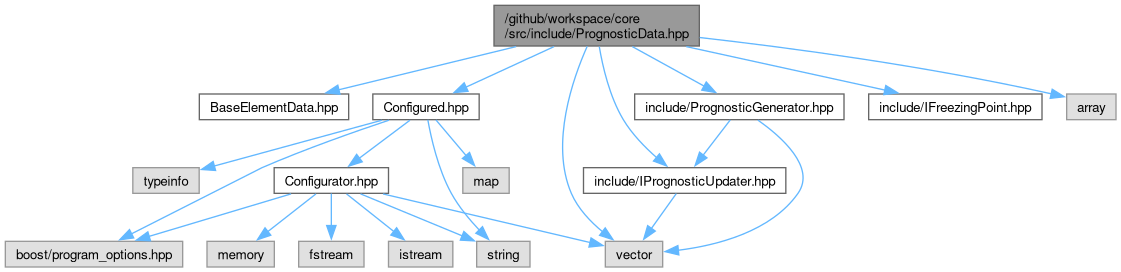 /github/workspace/core
/src/include/PrognosticData.hpp
BaseElementData.hpp
Configured.hpp
include/PrognosticGenerator.hpp
include/IFreezingPoint.hpp
array
typeinfo
Configurator.hpp
map
include/IPrognosticUpdater.hpp
boost/program_options.hpp
memory
fstream
istream
string
vector